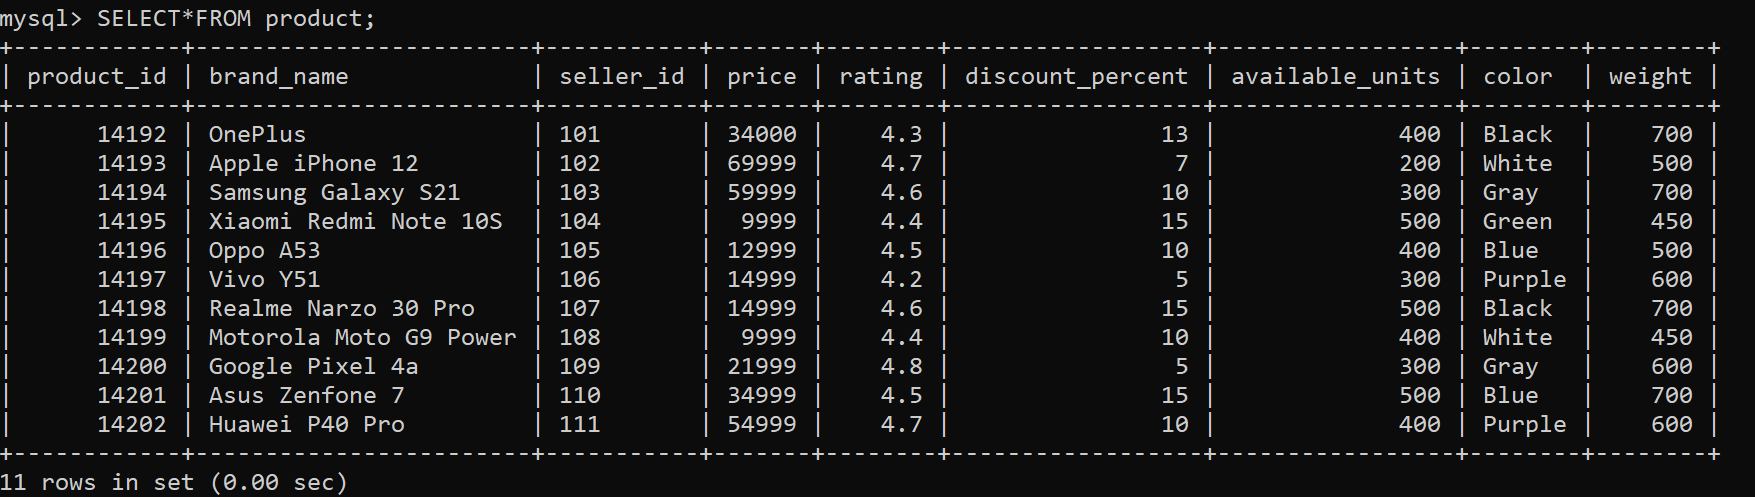 mysql> SELECT*FROM product;
+------------+------------------------+-----------+-------+--------+------------------+-----------------+--------+--------+
| product_id | brand_name             | seller_id | price | rating | discount_percent | available_units | color  | weight |
+------------+------------------------+-----------+-------+--------+------------------+-----------------+--------+--------+
|      14192 | OnePlus                | 101       | 34000 |    4.3 |               13 |             400 | Black  |    700 |
|      14193 | Apple iPhone 12        | 102       | 69999 |    4.7 |                7 |             200 | White  |    500 |
|      14194 | Samsung Galaxy S21     | 103       | 59999 |    4.6 |               10 |             300 | Gray   |    700 |
|      14195 | Xiaomi Redmi Note 10S  | 104       |  9999 |    4.4 |               15 |             500 | Green  |    450 |
|      14196 | Oppo A53               | 105       | 12999 |    4.5 |               10 |             400 | Blue   |    500 |
|      14197 | Vivo Y51               | 106       | 14999 |    4.2 |                5 |             300 | Purple |    600 |
|      14198 | Realme Narzo 30 Pro    | 107       | 14999 |    4.6 |               15 |             500 | Black  |    700 |
|      14199 | Motorola Moto G9 Power | 108       |  9999 |    4.4 |               10 |             400 | White  |    450 |
|      14200 | Google Pixel 4a        | 109       | 21999 |    4.8 |                5 |             300 | Gray   |    600 |
|      14201 | Asus Zenfone 7         | 110       | 34999 |    4.5 |               15 |             500 | Blue   |    700 |
|      14202 | Huawei P40 Pro         | 111       | 54999 |    4.7 |               10 |             400 | Purple |    600 |
+------------+------------------------+-----------+-------+--------+------------------+-----------------+--------+--------+
11 rows in set (0.00 sec)